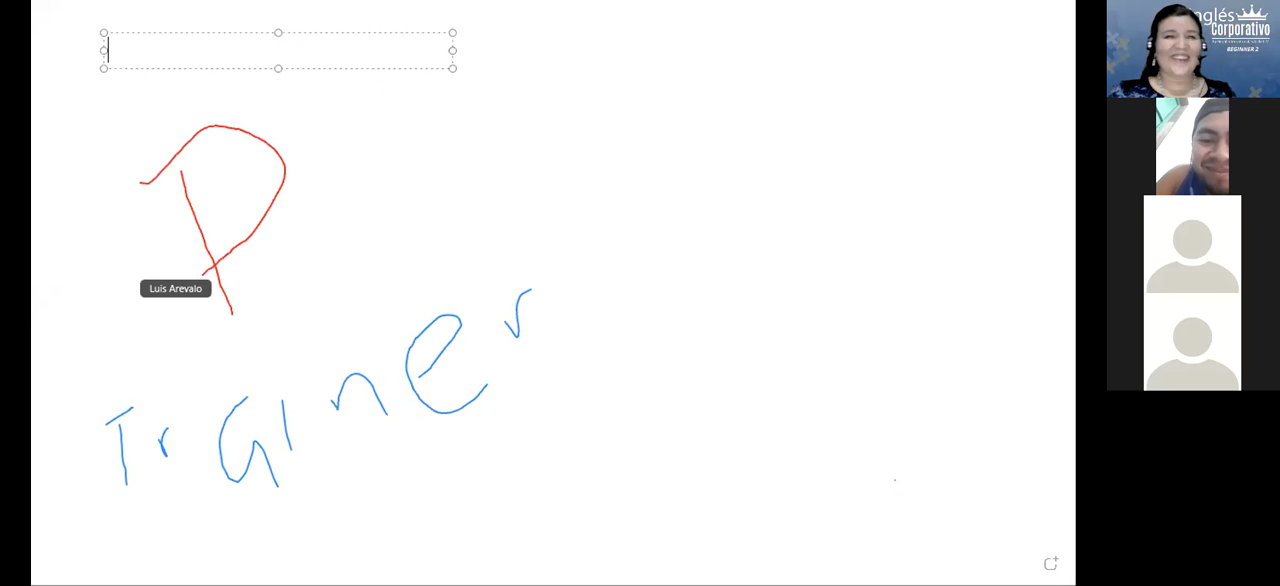 P
Luis Arevalo
Trainer
Inglés
Corporativo
BEGINNER 2